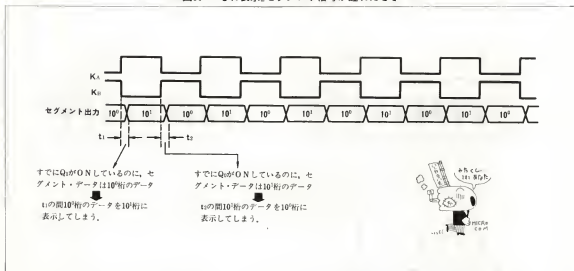 KA
KB
セグメント出力 10⁰ 10¹ 10⁰ 10¹ 10⁰ 10¹ 10⁰ 10¹ 10⁰ 10¹ 10⁰
t₁ t₂
すでにQ₂がONしているのに,セ
グメント・データは10⁰桁のデータ
t₁の間10⁰桁のデータを10¹桁に
表示してしまう.
すでにQ₁がONしているのに,セ
グメント・データは10¹桁のデータ
t₂の間10¹桁のデータを10⁰桁に
表示してしまう.
MICRO
COM